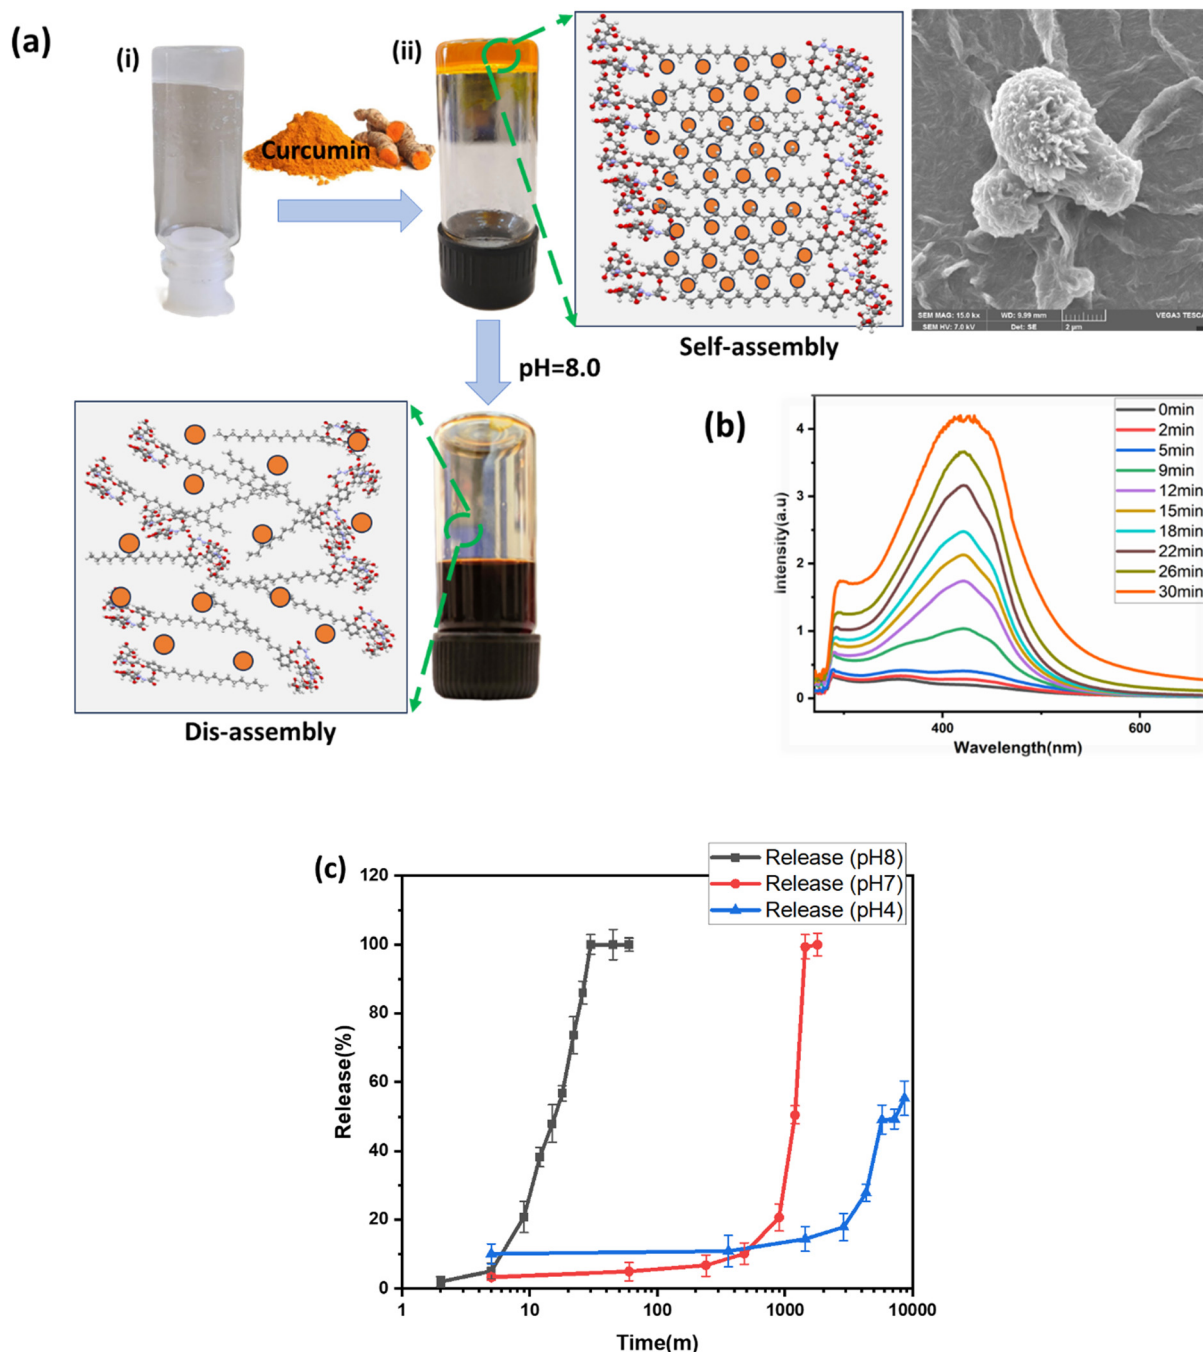 (a)
(i)
(ii)
Curcumin
SEM MAG: 15.0 kx
WD: 9.99 mm
VEGA3 TESCA
SEM HV: 7.0 kV
Det: SE
2 µm
Self-assembly
pH=8.0
Dis-assembly
(b)
Intensity(a.u)
4
3
2
1
0
400
600
Wavelength(nm)
0min
2min
5min
9min
12min
15min
18min
22min
26min
30min
(c)
Release (pH8)
Release (pH7)
Release (pH4)
Release(%)
120
100
80
60
40
20
0
1
10
100
1000
10000
Time(m)